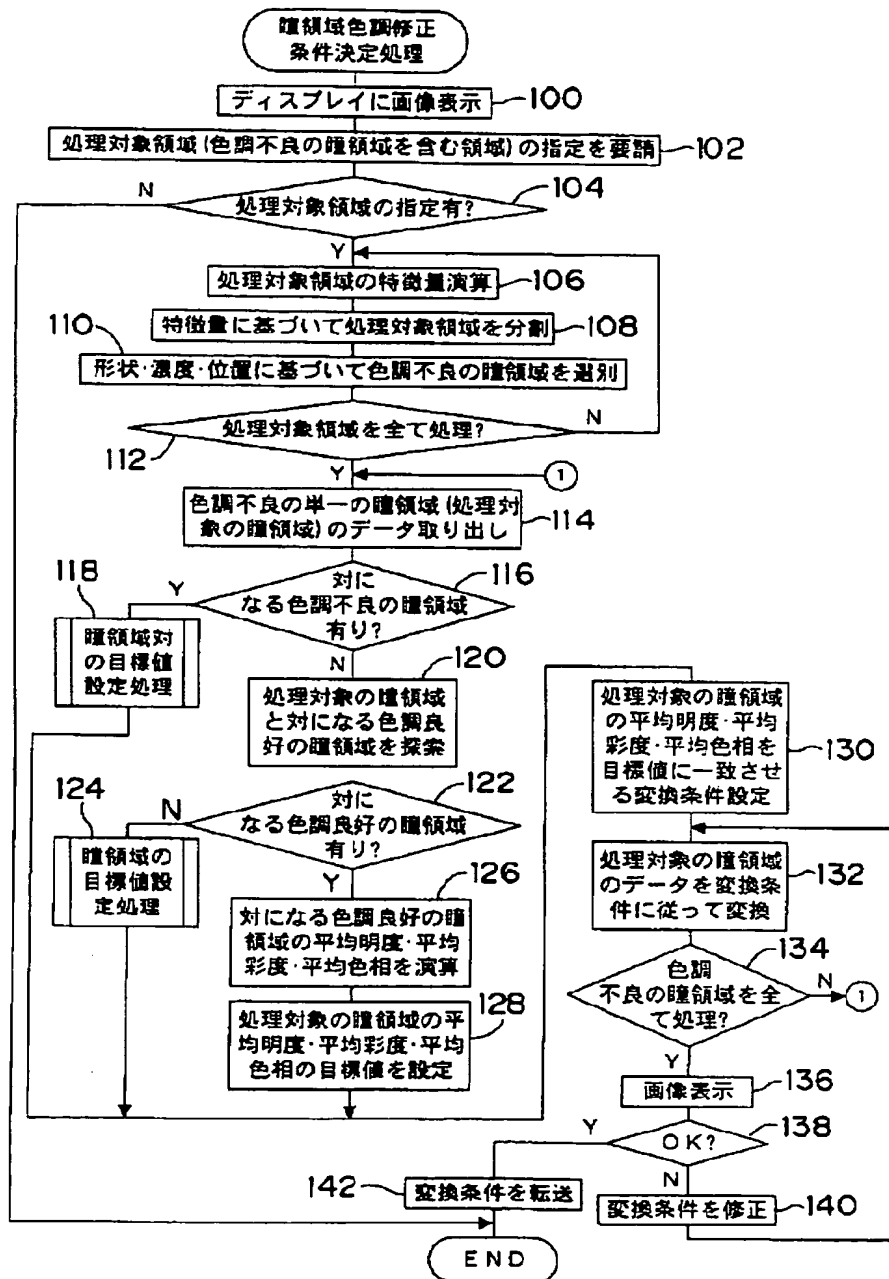 瞳領域色調修正
条件決定処理
ディスプレイに画像表示
100
処理対象領域(色調不良の瞳領域を含む領域)の指定を要請
102
N
104
処理対象領域の指定有?
Y
処理対象領域の特徴量演算
106
特徴量に基づいて処理対象領域を分割
108
110
形状・濃度・位置に基づいて色調不良の瞳領域を選別
処理対象領域を全て処理?
N
112
Y
1
色調不良の単一の瞳領域(処理対
象の瞳領域)のデータ取り出し
114
118
Y
対に
なる色調不良の瞳領域
有り?
116
瞳領域対
の目標値
設定処理
N
120
処理対象の瞳領域
と対になる色調良
好の瞳領域を探索
124
N
対に
なる色調良好の瞳領域
有り?
122
瞳領域の
目標値設
定処理
Y
126
対になる色調良好の瞳
領域の平均明度・平均
彩度・平均色相を演算
処理対象の瞳領域の平
均明度・平均彩度・平均
色相の目標値を設定
128
処理対象の瞳領域
の平均明度・平均
彩度・平均色相を
目標値に一致させ
る変換条件設定
130
処理対象の瞳領域
のデータを変換条
件に従って変換
132
134
色調
不良の瞳領域を全
て処理?
N
1
Y
画像表示
136
Y
OK?
138
N
142
変換条件を転送
変換条件を修正
140
END